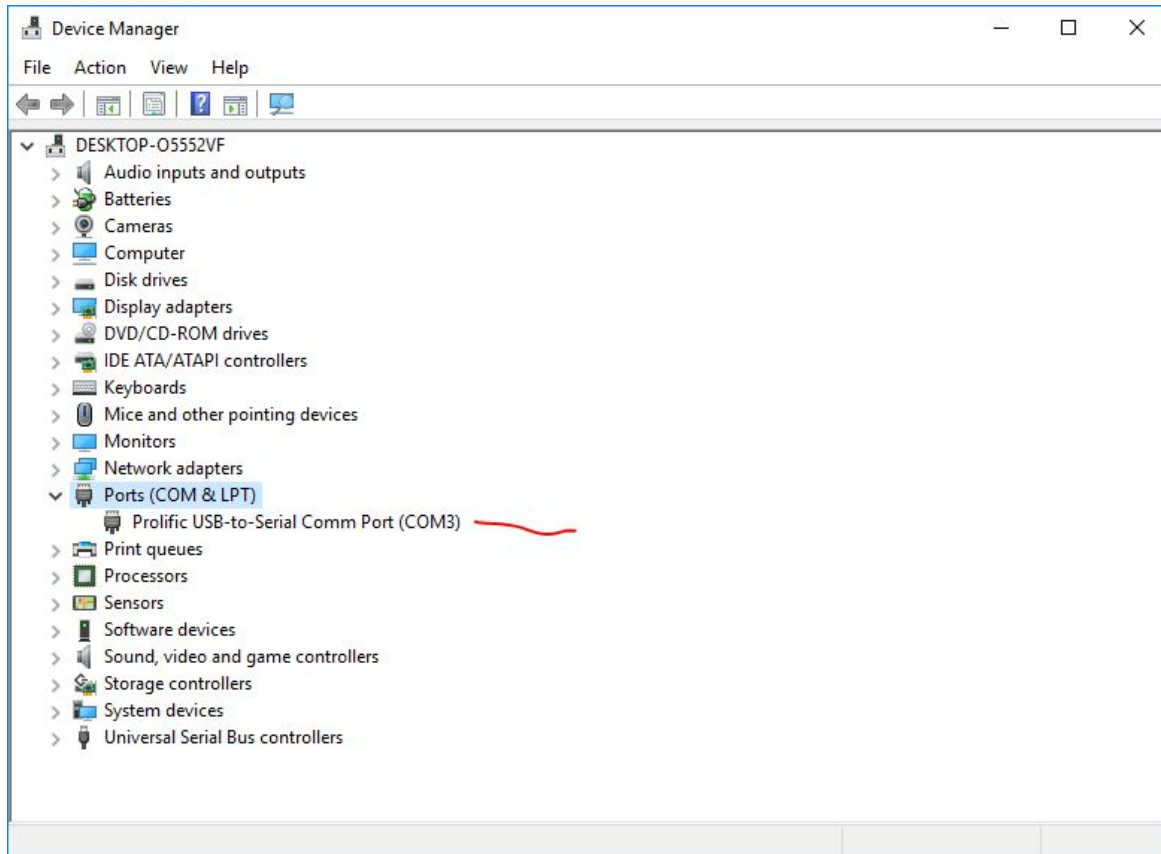 Device Manager
File Action View Help
DESKTOP-O5552VF
Audio inputs and outputs
Batteries
Cameras
Computer
Disk drives
Display adapters
DVD/CD-ROM drives
IDE ATA/ATAPI controllers
Keyboards
Mice and other pointing devices
Monitors
Network adapters
Ports (COM & LPT)
Prolific USB-to-Serial Comm Port (COM3)
Print queues
Processors
Sensors
Software devices
Sound, video and game controllers
Storage controllers
System devices
Universal Serial Bus controllers